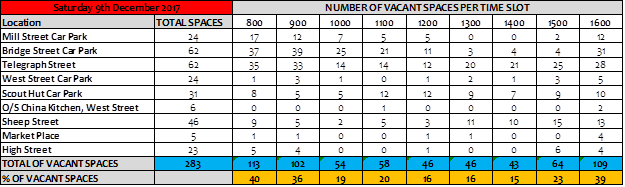 Saturday 9th December 2017 NUMBER OF VACANT SPACES PER TIME SLOT
Location TOTAL SPACES 800 900 1000 1100 1200 1300 1400 1500 1600
Mill Street Car Park 24 17 12 7 5 5 0 0 2 12
Bridge Street Car Park 62 37 39 25 21 11 3 4 4 31
Telegraph Street 62 35 33 14 14 12 20 21 25 28
West Street Car Park 24 1 3 1 0 1 2 1 3 5
Scout Hut Car Park 31 8 5 5 12 12 9 7 9 10
O/S China Kitchen, West Street 6 0 0 0 1 0 0 0 0 2
Sheep Street 46 9 5 2 5 3 11 10 15 13
Market Place 5 1 1 0 0 1 1 0 0 4
High Street 23 5 4 0 0 1 0 0 6 4
TOTAL OF VACANT SPACES 283 113 102 54 58 46 46 43 64 109
% OF VACANT SPACES 40 36 19 20 16 16 15 23 39